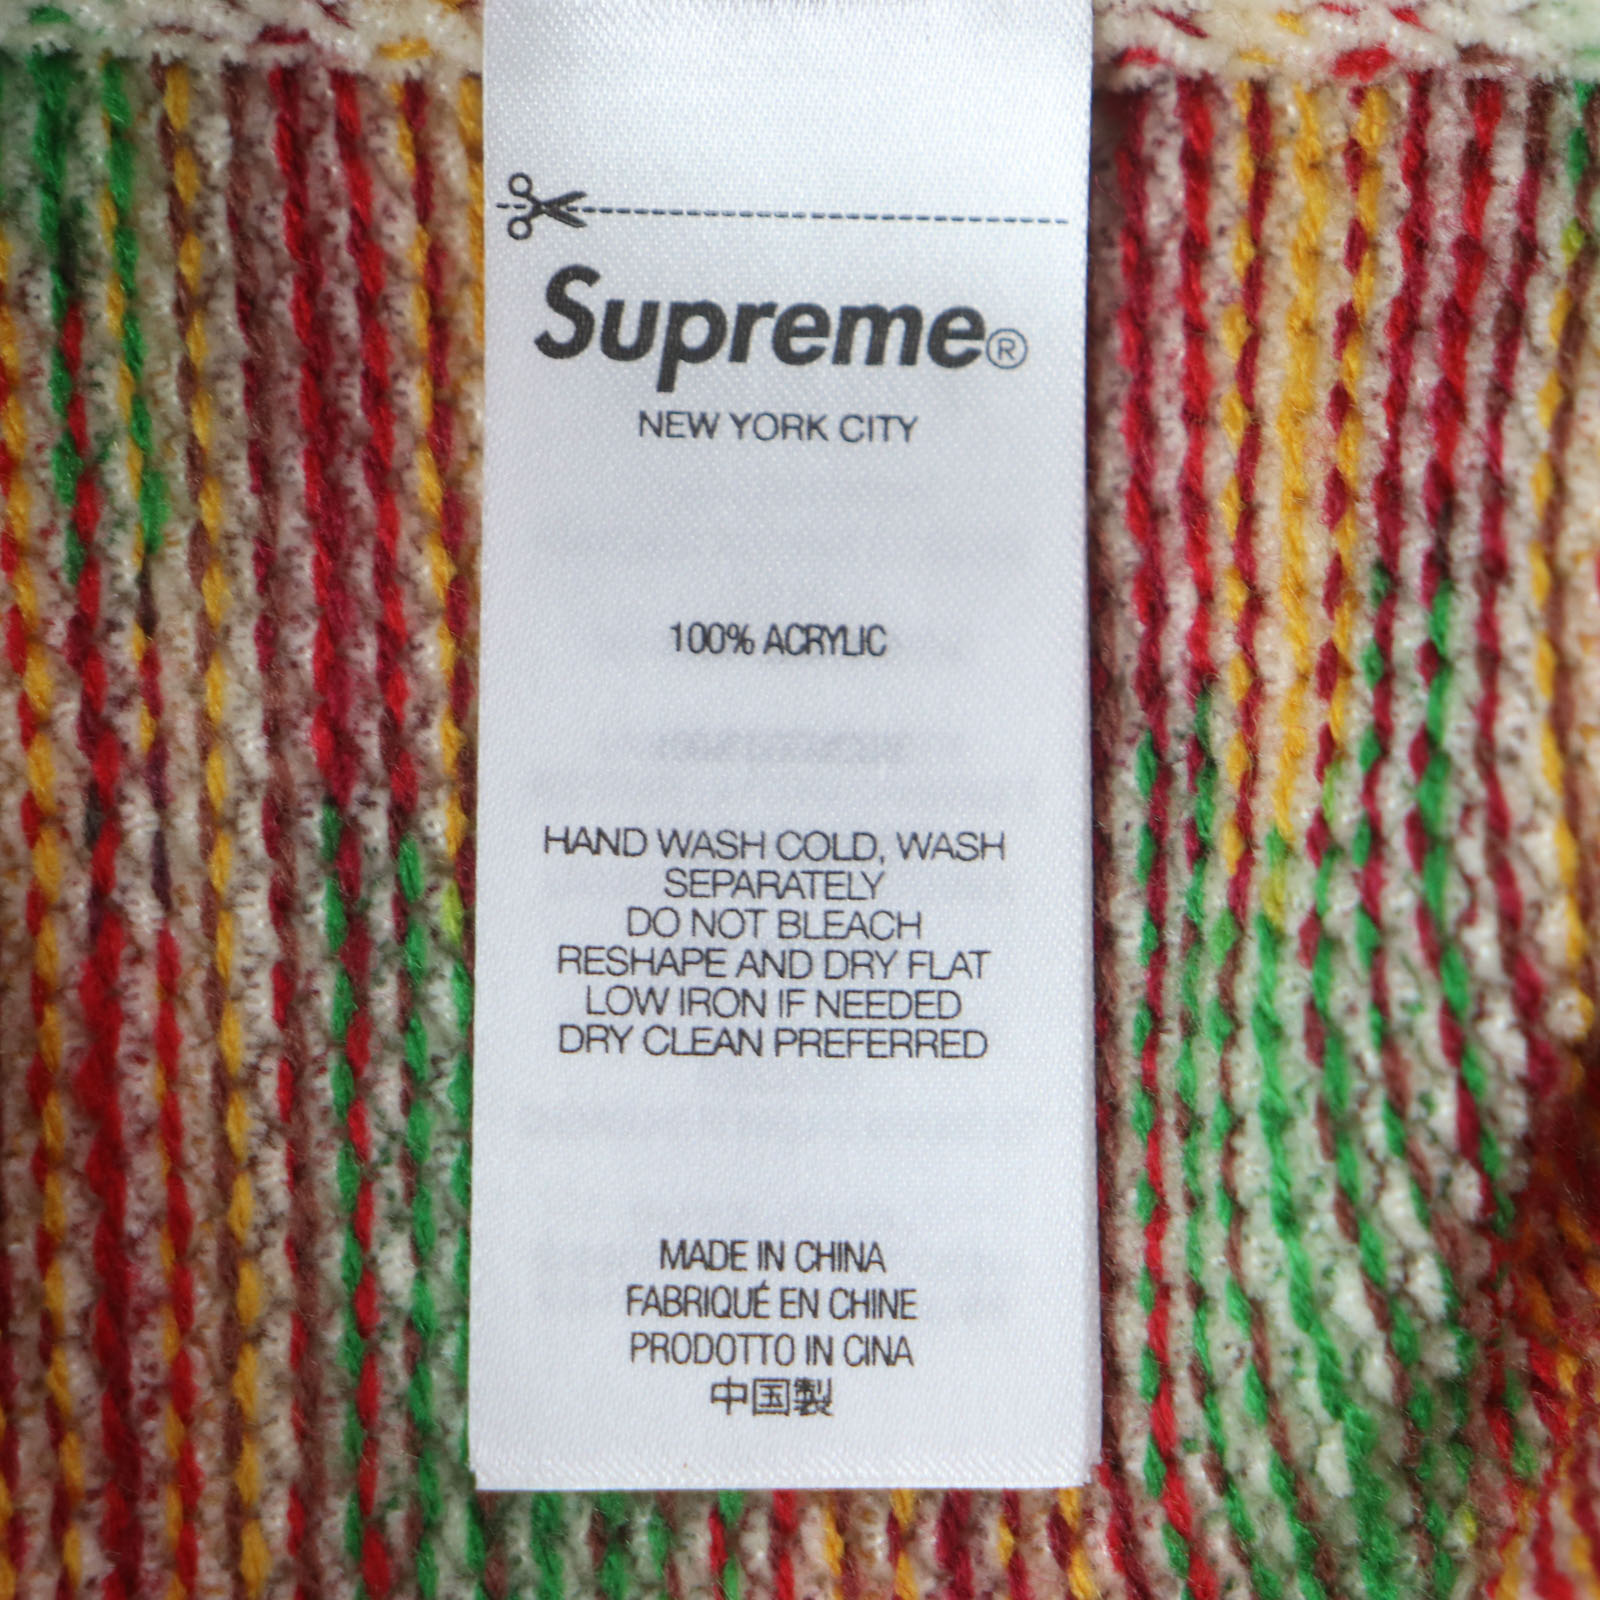 Supreme®
NEW YORK CITY
100% ACRYLIC
HAND WASH COLD, WASH
SEPARATELY
DO NOT BLEACH
RESHAPE AND DRY FLAT
LOW IRON IF NEEDED
DRY CLEAN PREFERRED
MADE IN CHINA
FABRIQUÉ EN CHINE
PRODOTTO IN CINA
中国製